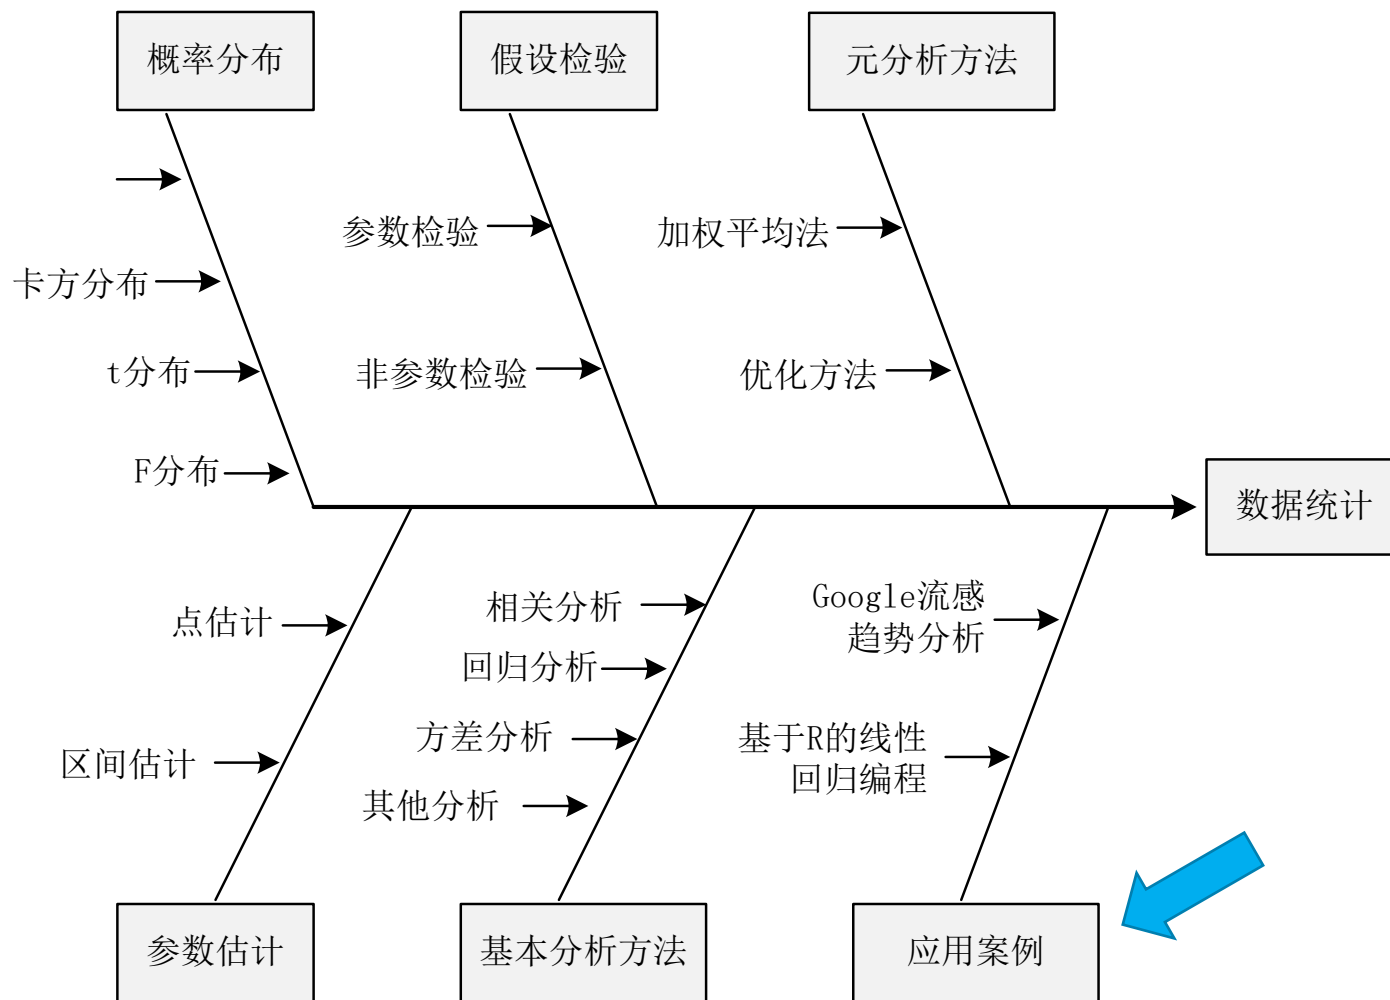 概率分布
假设检验
元分析方法
参数检验
加权平均法
卡方分布
t分布
非参数检验
优化方法
F分布
数据统计
点估计
相关分析
Google流感
趋势分析
回归分析
区间估计
方差分析
基于R的线性
回归编程
其他分析
参数估计
基本分析方法
应用案例